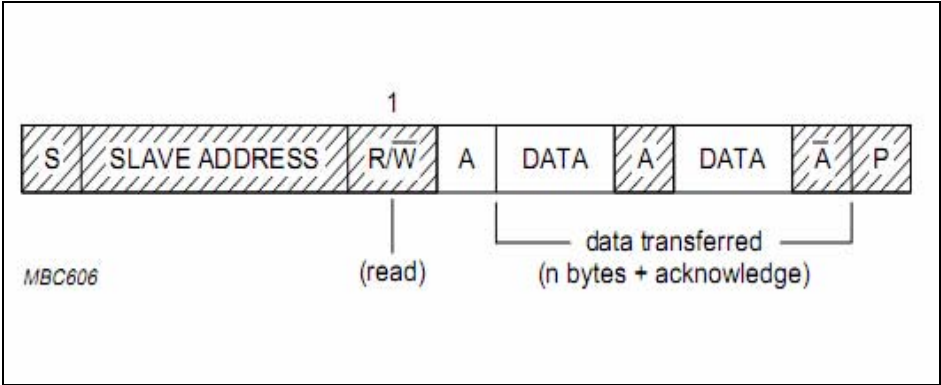 1
S SLAVE ADDRESS R/W̅ A DATA A DATA A̅ P
data transferred
(read) (n bytes + acknowledge)
MBC606